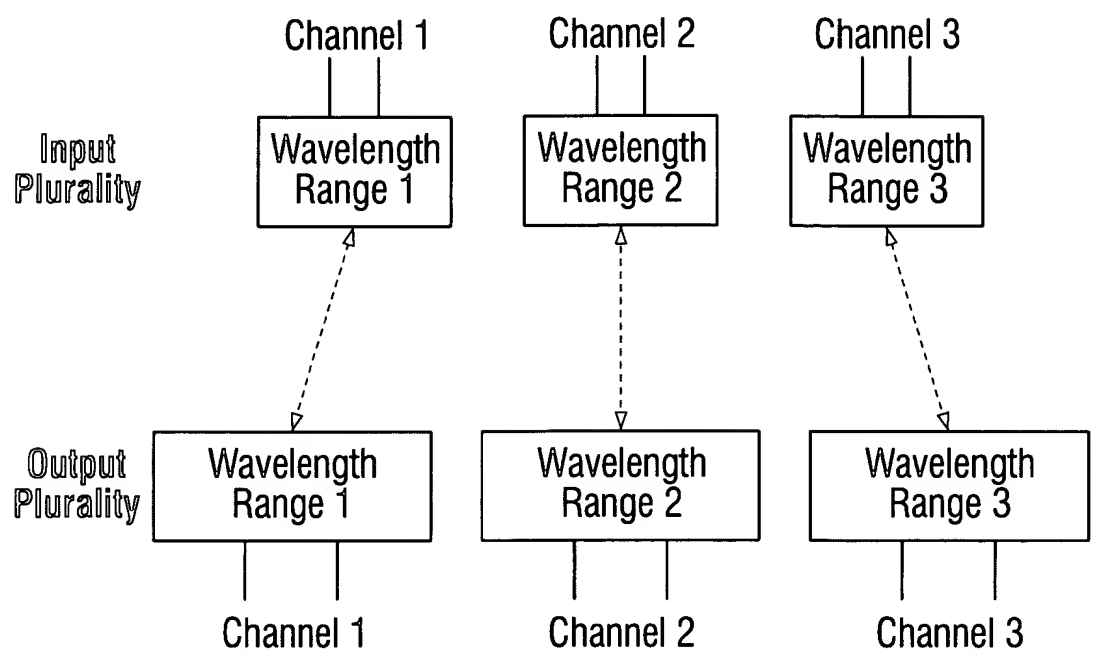 Channel 1
Channel 2
Channel 3
Input
Plurality
Wavelength
Range 1
Wavelength
Range 2
Wavelength
Range 3
Output
Plurality
Wavelength
Range 1
Wavelength
Range 2
Wavelength
Range 3
Channel 1
Channel 2
Channel 3